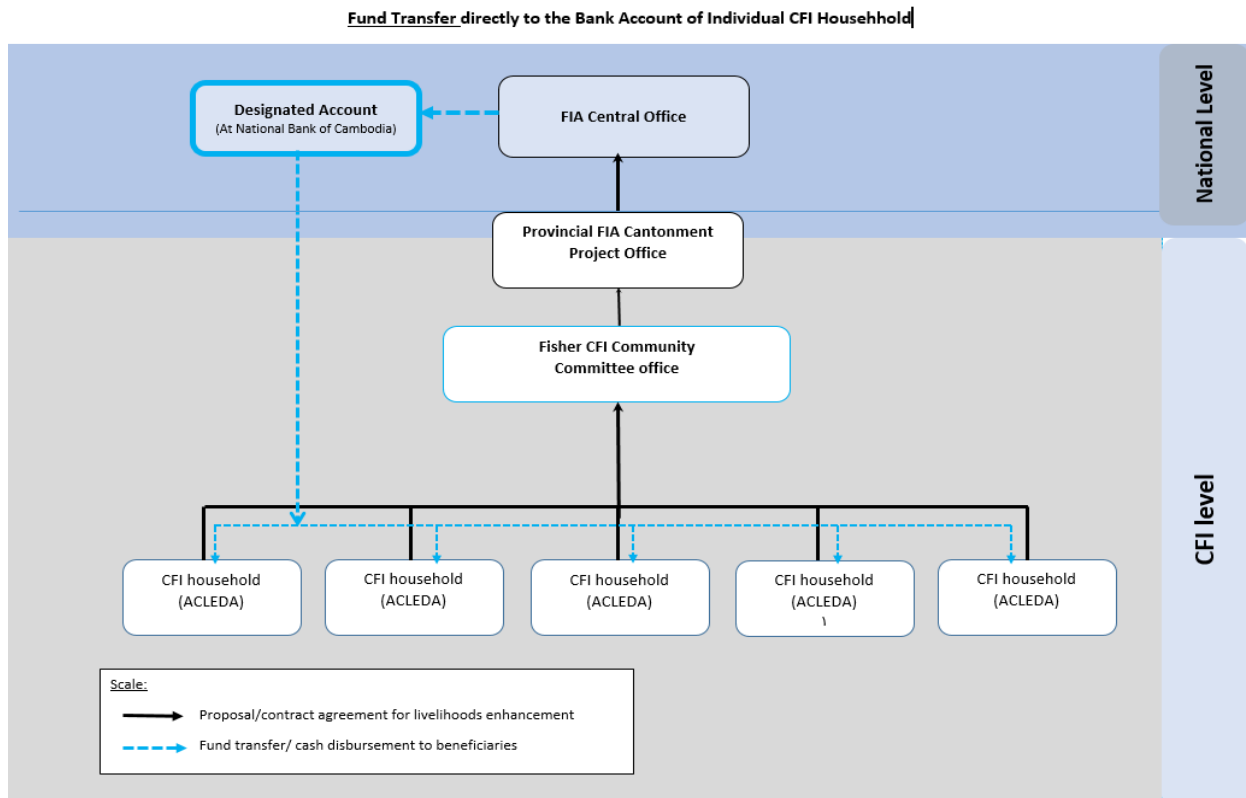 Fund Transfer directly to the Bank Account of Individual CFI Househhold
Designated Account
(At National Bank of Cambodia)
FIA Central Office
National Level
Provincial FIA Cantonment
Project Office
Fisher CFI Community
Committee office
CFI level
CFI household
(ACLEDA)
CFI household
(ACLEDA)
CFI household
(ACLEDA)
CFI household
(ACLEDA)
)
CFI household
(ACLEDA)
Scale:
Proposal/contract agreement for livelihoods enhancement
Fund transfer/ cash disbursement to beneficiaries